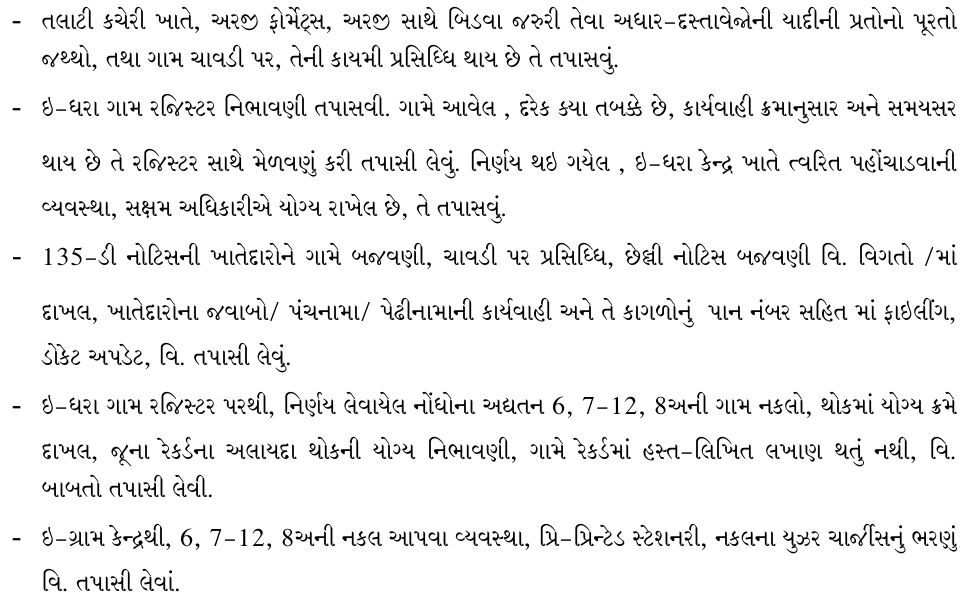 - તલાટી કચેરી ખાતે, અરજી ફોર્મેટ્સ, અરજી સાથે બિડવા જરુરી તેવા અધાર-દસ્તાવેજોની યાદીની પ્રતોનો પૂરતો
જથ્થો, તથા ગામ ચાવડી પર, તેની કાયમી પ્રસિધ્ધિ થાય છે તે તપાસવું.
- ઇ-ધરા ગામ રજિસ્ટર નિભાવણી તપાસવી. ગામે આવેલ , દરેક ક્યા તબક્કે છે, કાર્યવાહી ક્રમાનુસાર અને સમયસર
થાય છે તે રજિસ્ટર સાથે મેળવણું કરી તપાસી લેવું. નિર્ણય થઇ ગયેલ , ઇ-ધરા કેન્દ્ર ખાતે ત્વરિત પહોંચાડવાની
વ્યવસ્થા, સક્ષમ અધિકારીએ યોગ્ય રાખેલ છે, તે તપાસવું.
- 135-ડી નોટિસની ખાતેદારોને ગામે બજવણી, ચાવડી પર પ્રસિધ્ધિ, છેલ્લી નોટિસ બજવણી વિ. વિગતો /માં
દાખલ, ખાતેદારોના જવાબો/ પંચનામા/ પેઢીનામાની કાર્યવાહી અને તે કાગળોનું પાન નંબર સહિત માં ફાઇલીંગ,
ડોકેટ અપડેટ, વિ. તપાસી લેવું.
- ઇ-ધરા ગામ રજિસ્ટર પરથી, નિર્ણય લેવાયેલ નોંધોના અદ્યતન 6, 7-12, 8અની ગામ નકલો, થોકમાં યોગ્ય ક્રમે
દાખલ, જૂના રેકર્ડના અલાયદા થોકની યોગ્ય નિભાવણી, ગામે રેકર્ડમાં હસ્ત-લિખિત લખાણ થતું નથી, વિ.
બાબતો તપાસી લેવી.
- ઇ-ગ્રામ કેન્દ્રથી, 6, 7-12, 8અની નકલ આપવા વ્યવસ્થા, પ્રિ-પ્રિન્ટેડ સ્ટેશનરી, નકલના યુઝર ચાર્જીસનું ભરણું
વિ. તપાસી લેવાં.